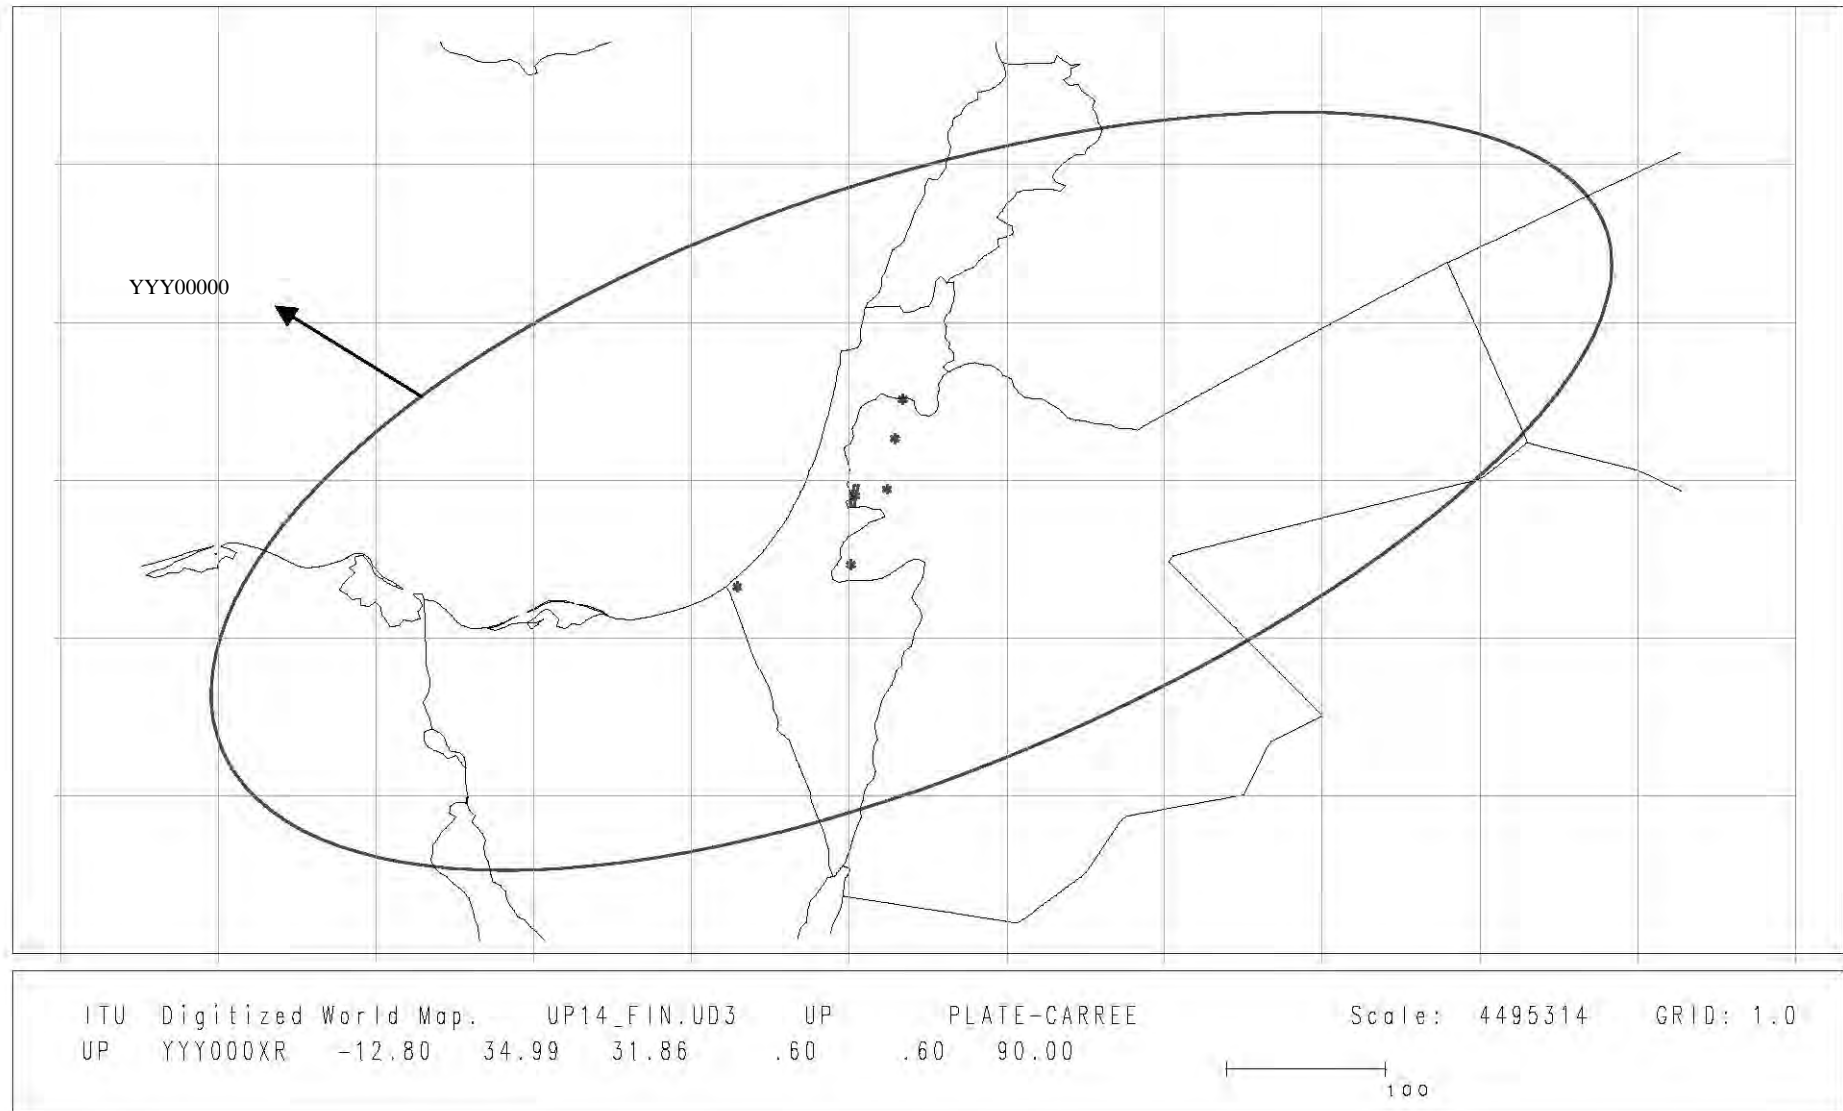 YYY00000
ITU Digitized World Map. UP14_FIN.UD3 UP PLATE-CARREE Scale: 4495314 GRID: 1.0
UP YYY000XR -12.80 34.99 31.86 .60 .60 90.00
100